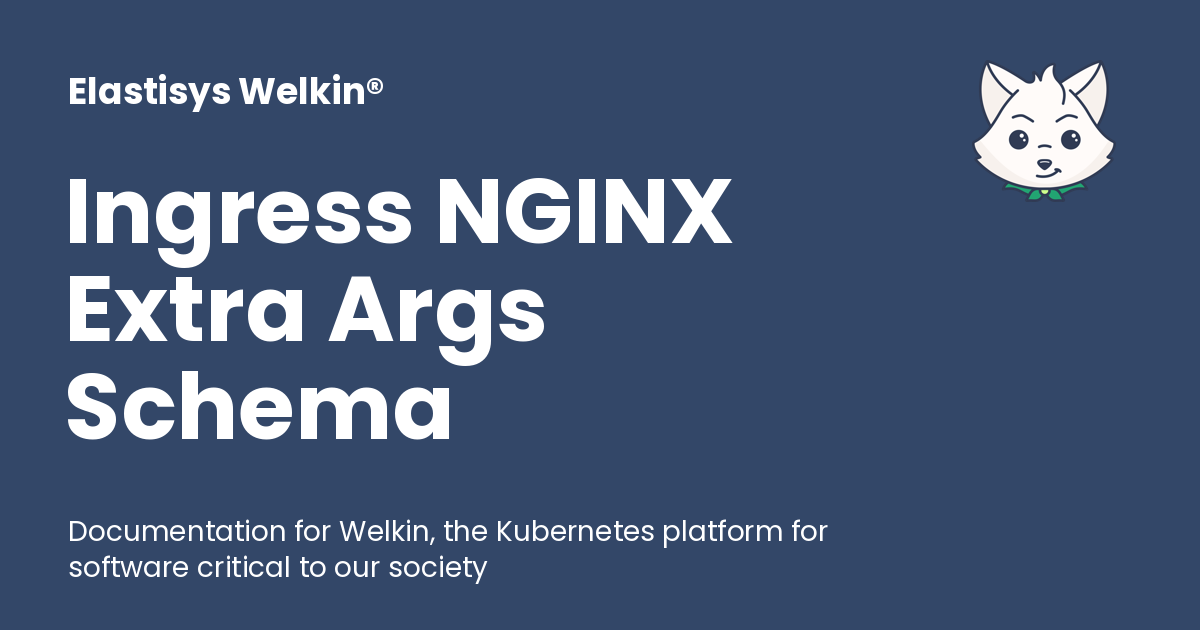 Elastisys Welkin®
Ingress NGINX
Extra Args
Schema
Documentation for Welkin, the Kubernetes platform for
software critical to our society